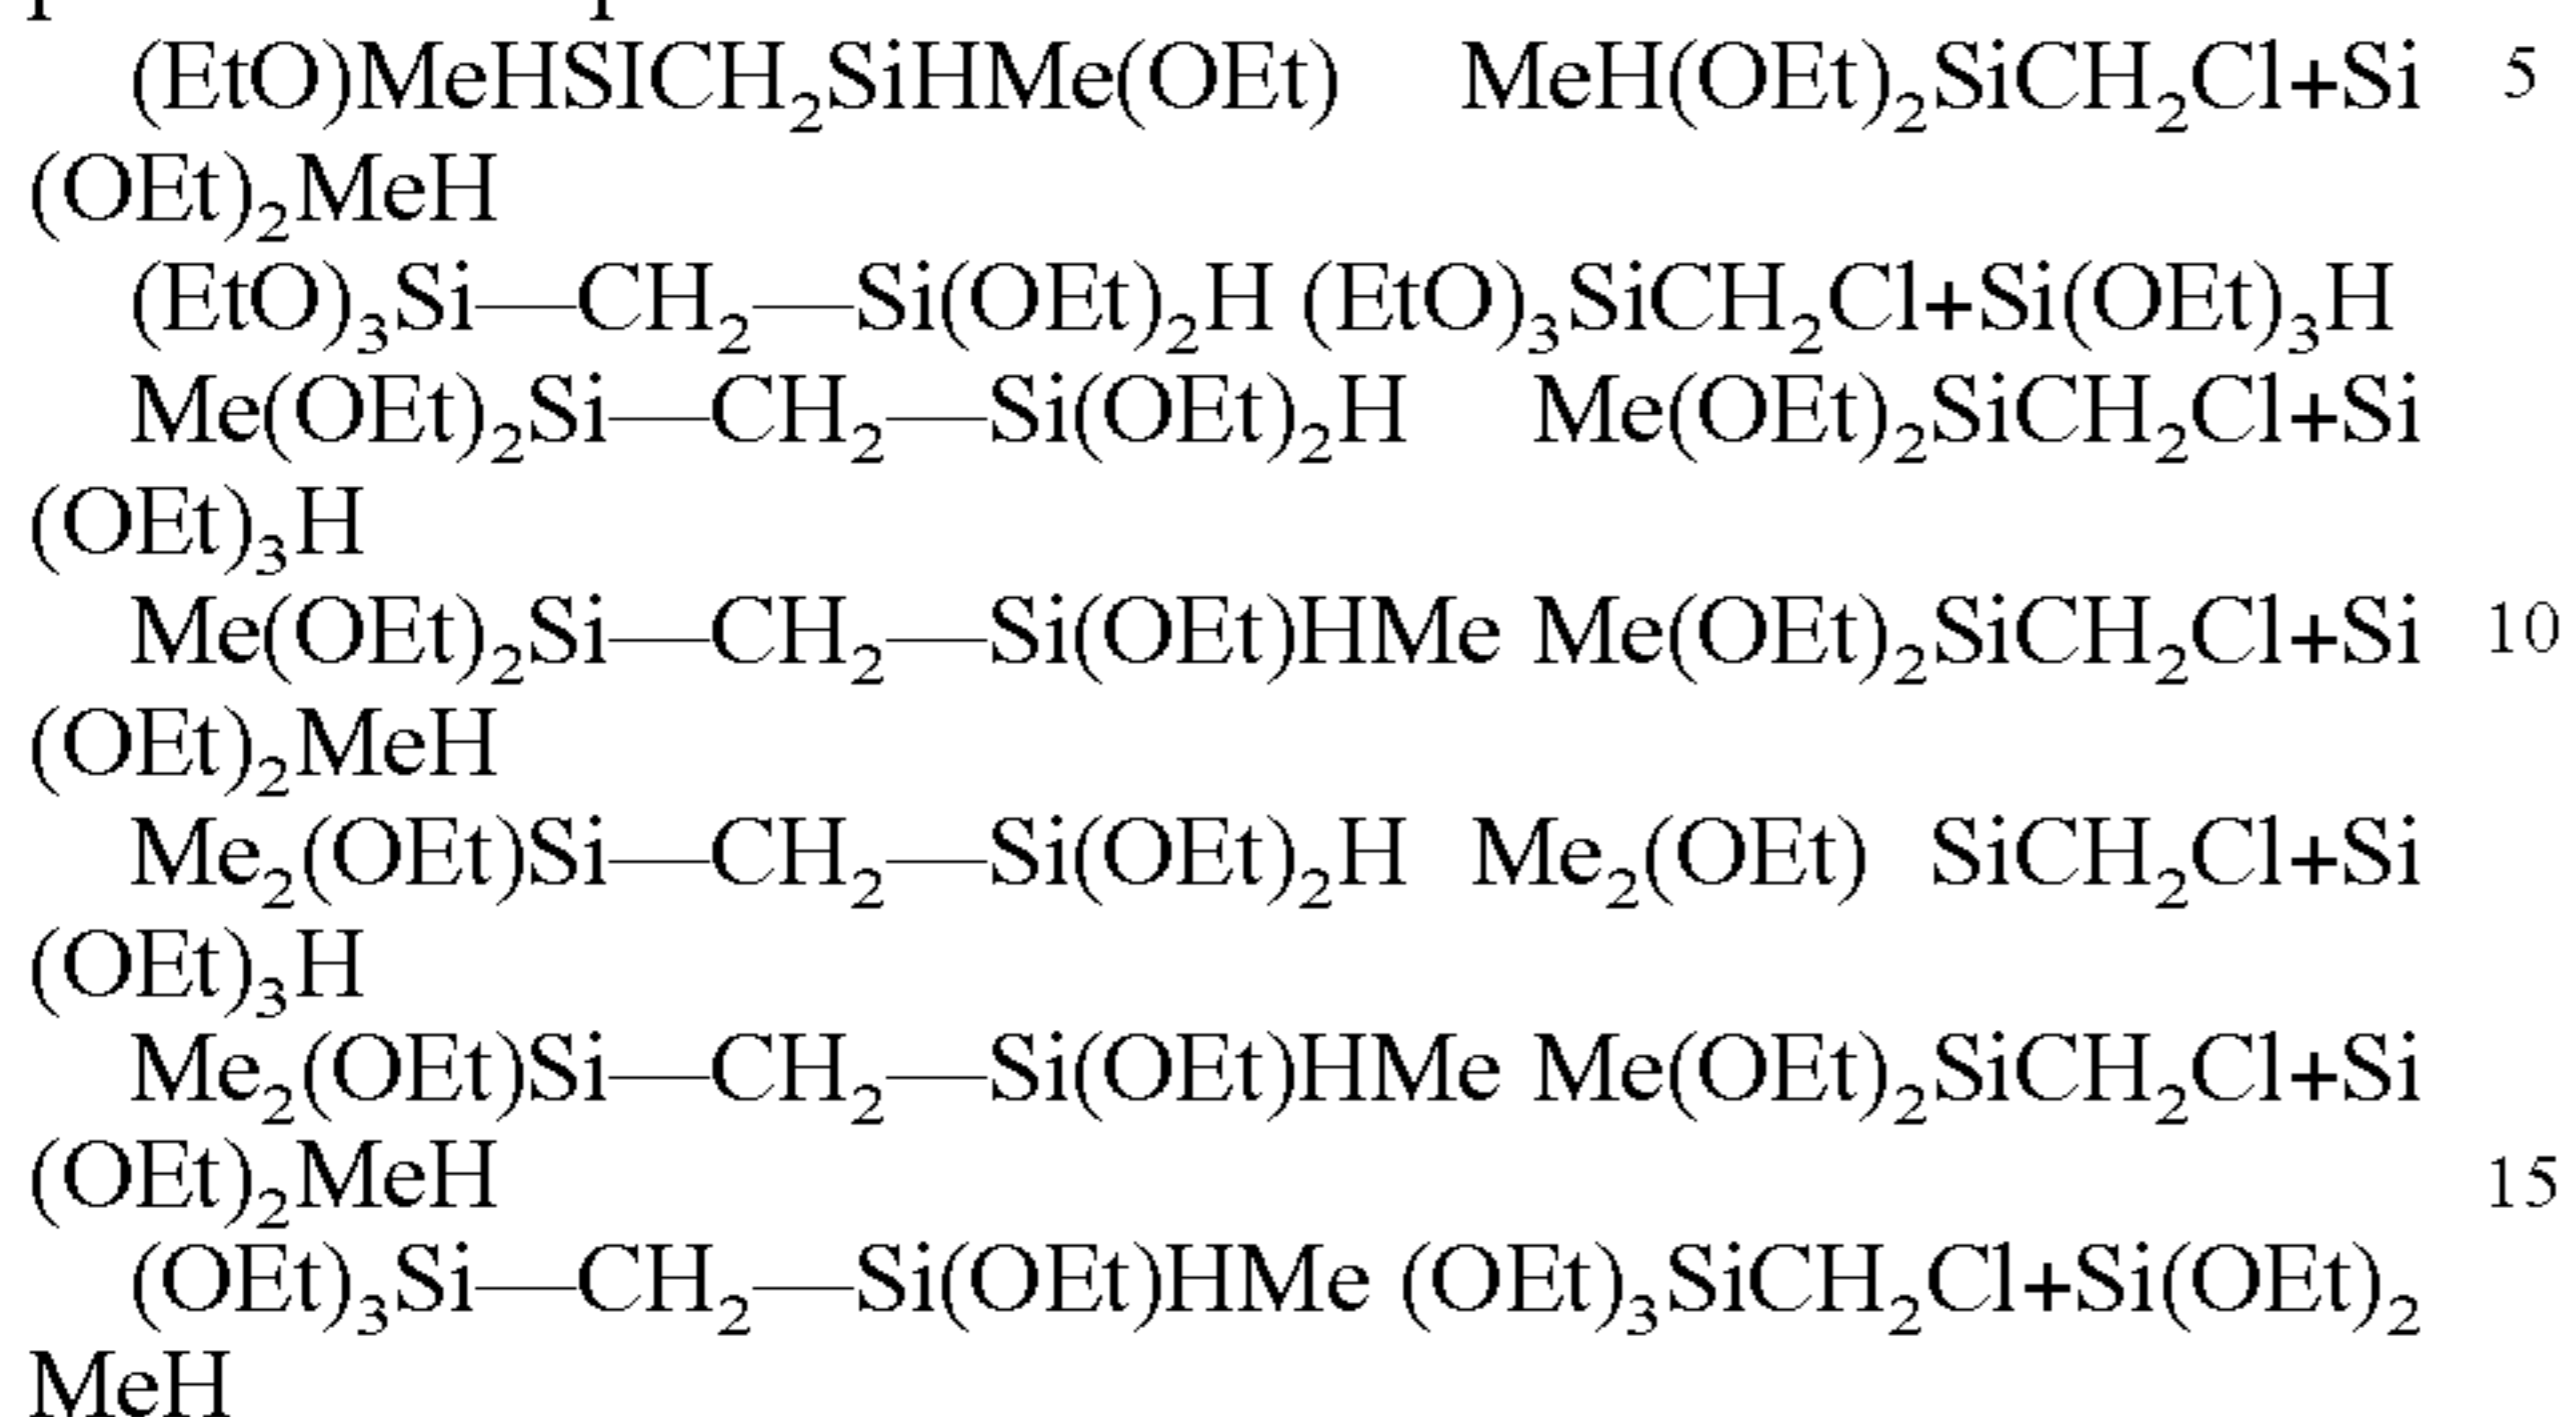 (EtO)MeHSICH₂SiHMe(OEt) MeH(OEt)₂SiCH₂Cl+Si 5
(OEt)₂MeH
(EtO)₃Si—CH₂—Si(OEt)₂H (EtO)₃SiCH₂Cl+Si(OEt)₃H
Me(OEt)₂Si—CH₂—Si(OEt)₂H Me(OEt)₂SiCH₂Cl+Si
(OEt)₃H
Me(OEt)₂Si—CH₂—Si(OEt)HMe Me(OEt)₂SiCH₂Cl+Si 10
(OEt)₂MeH
Me₂(OEt)Si—CH₂—Si(OEt)₂H Me₂(OEt) SiCH₂Cl+Si
(OEt)₃H
Me₂(OEt)Si—CH₂—Si(OEt)HMe Me(OEt)₂SiCH₂Cl+Si
(OEt)₂MeH 15
(OEt)₃Si—CH₂—Si(OEt)HMe (OEt)₃SiCH₂Cl+Si(OEt)₂
MeH